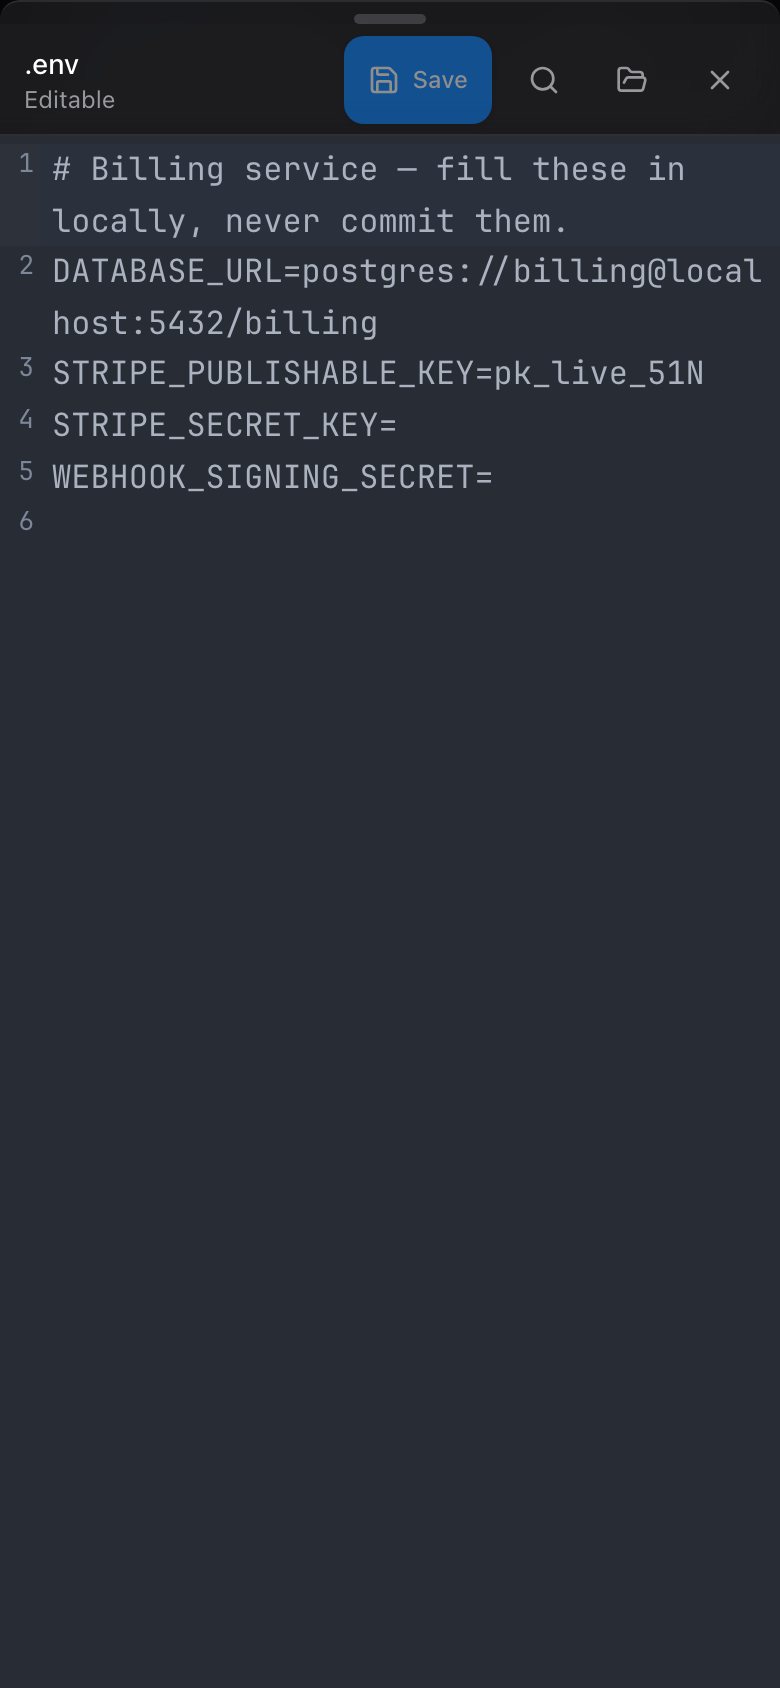 .env
Editable
Save
1 # Billing service — fill these in
locally, never commit them.
2 DATABASE_URL=postgres://billing@local
host:5432/billing
3 STRIPE_PUBLISHABLE_KEY=pk_live_51N
4 STRIPE_SECRET_KEY=
5 WEBHOOK_SIGNING_SECRET=
6